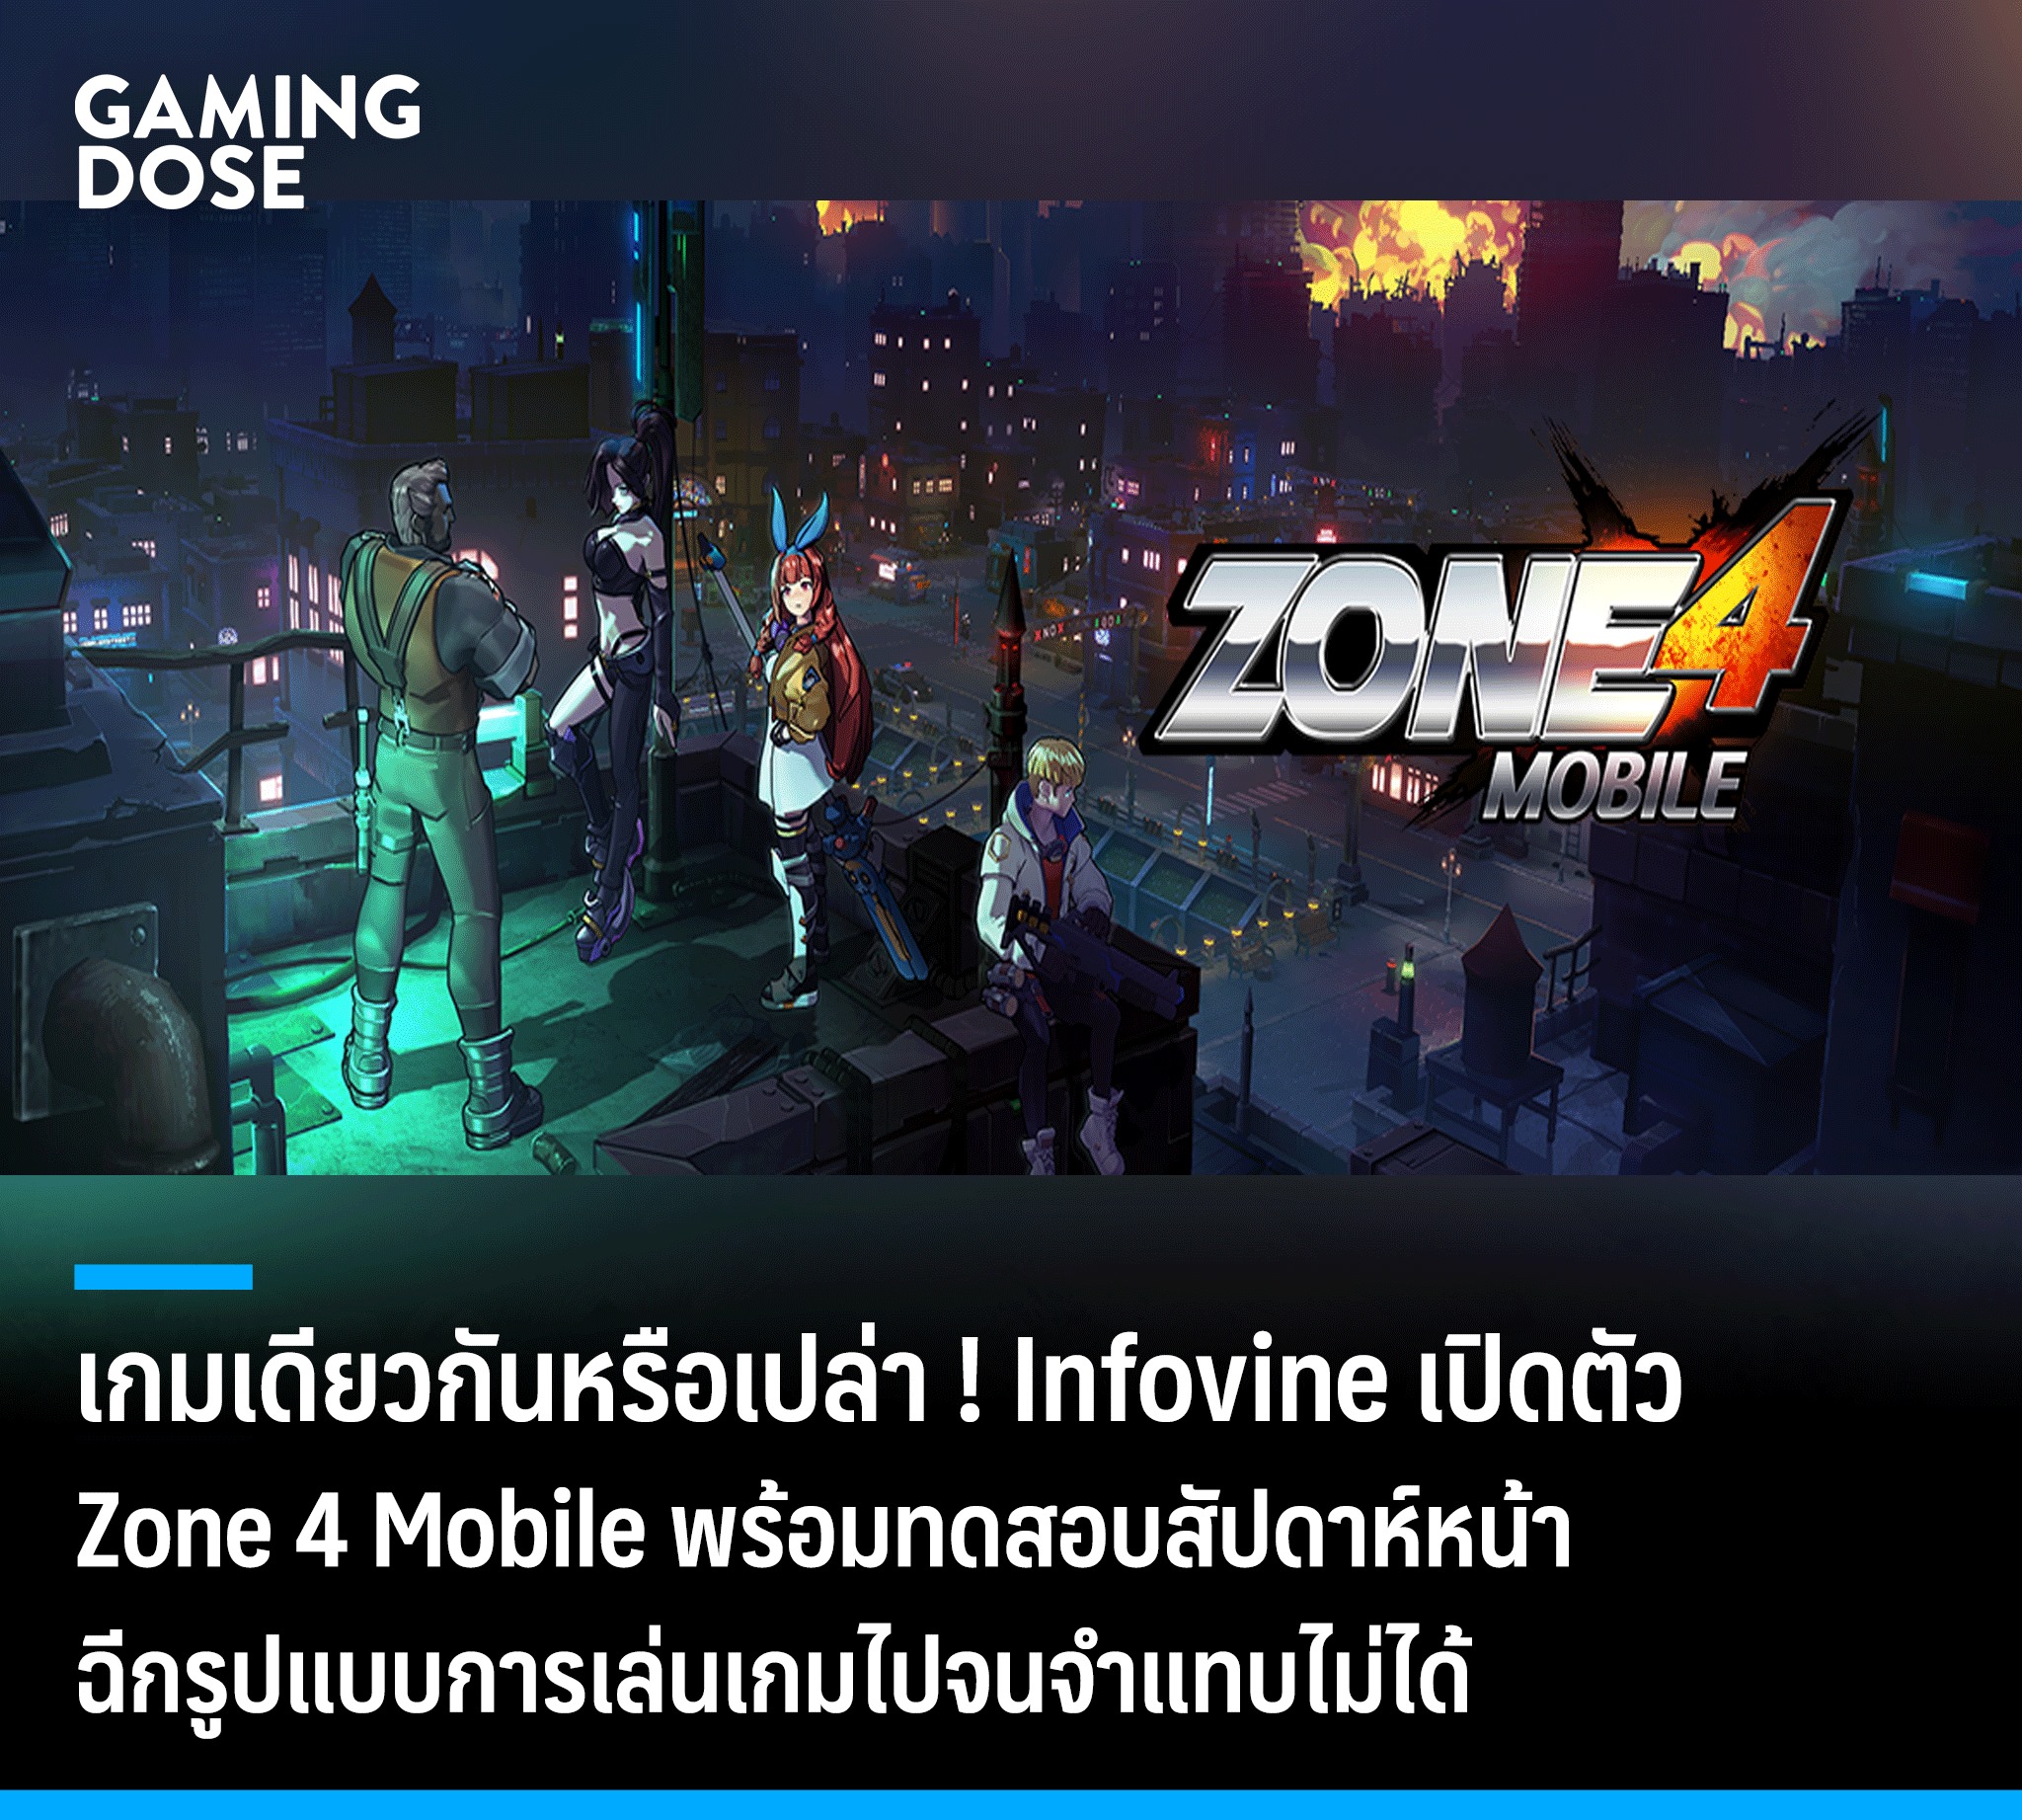 GAMING
DOSE
ZONE4
MOBILE
เกมเดียวกันหรือเปล่า ! Infovine เปิดตัว
Zone 4 Mobile พร้อมทดสอบสัปดาห์หน้า
ฉีกรูปแบบการเล่นเกมไปจนจำแทบไม่ได้